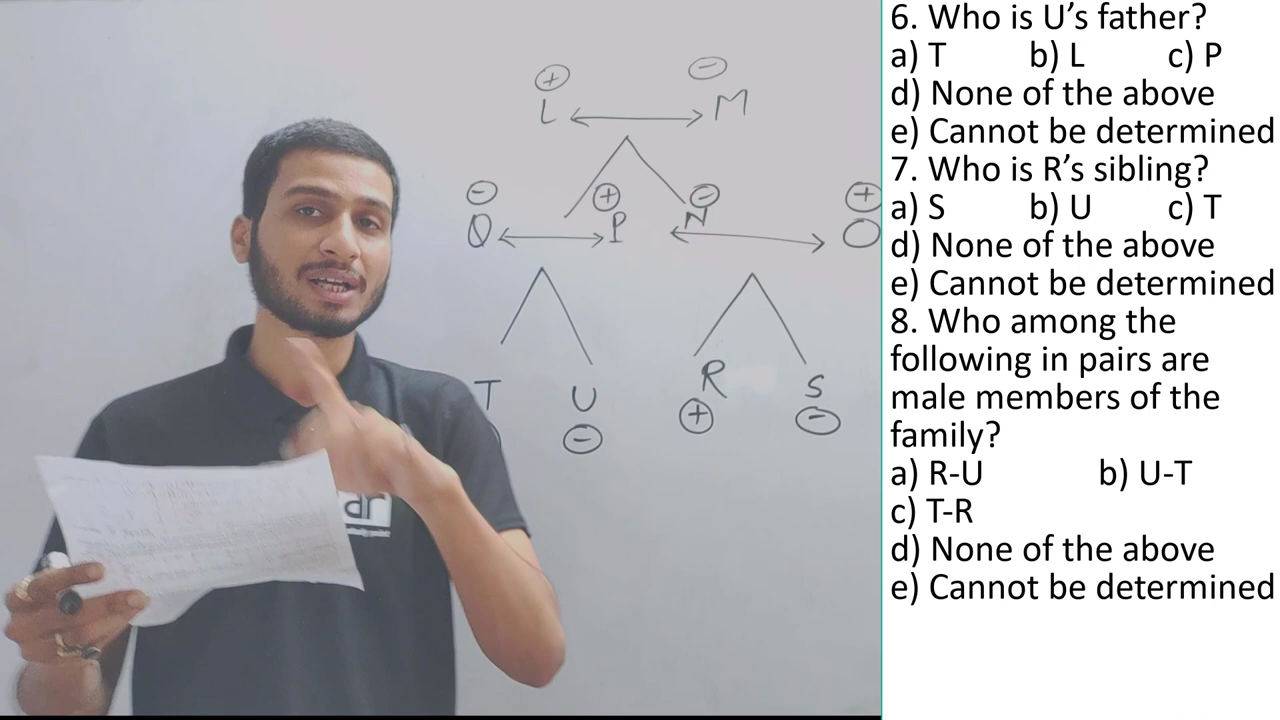 ⊕ ⊖
L ⟷ M
⊖ ⊕ ⊖ ⊕
Q ⟷ P N ⟷ O
T U R S
⊖ ⊕ ⊖
ar
6. Who is U’s father?
a) T b) L c) P
d) None of the above
e) Cannot be determined
7. Who is R’s sibling?
a) S b) U c) T
d) None of the above
e) Cannot be determined
8. Who among the
following in pairs are
male members of the
family?
a) R-U b) U-T
c) T-R
d) None of the above
e) Cannot be determined